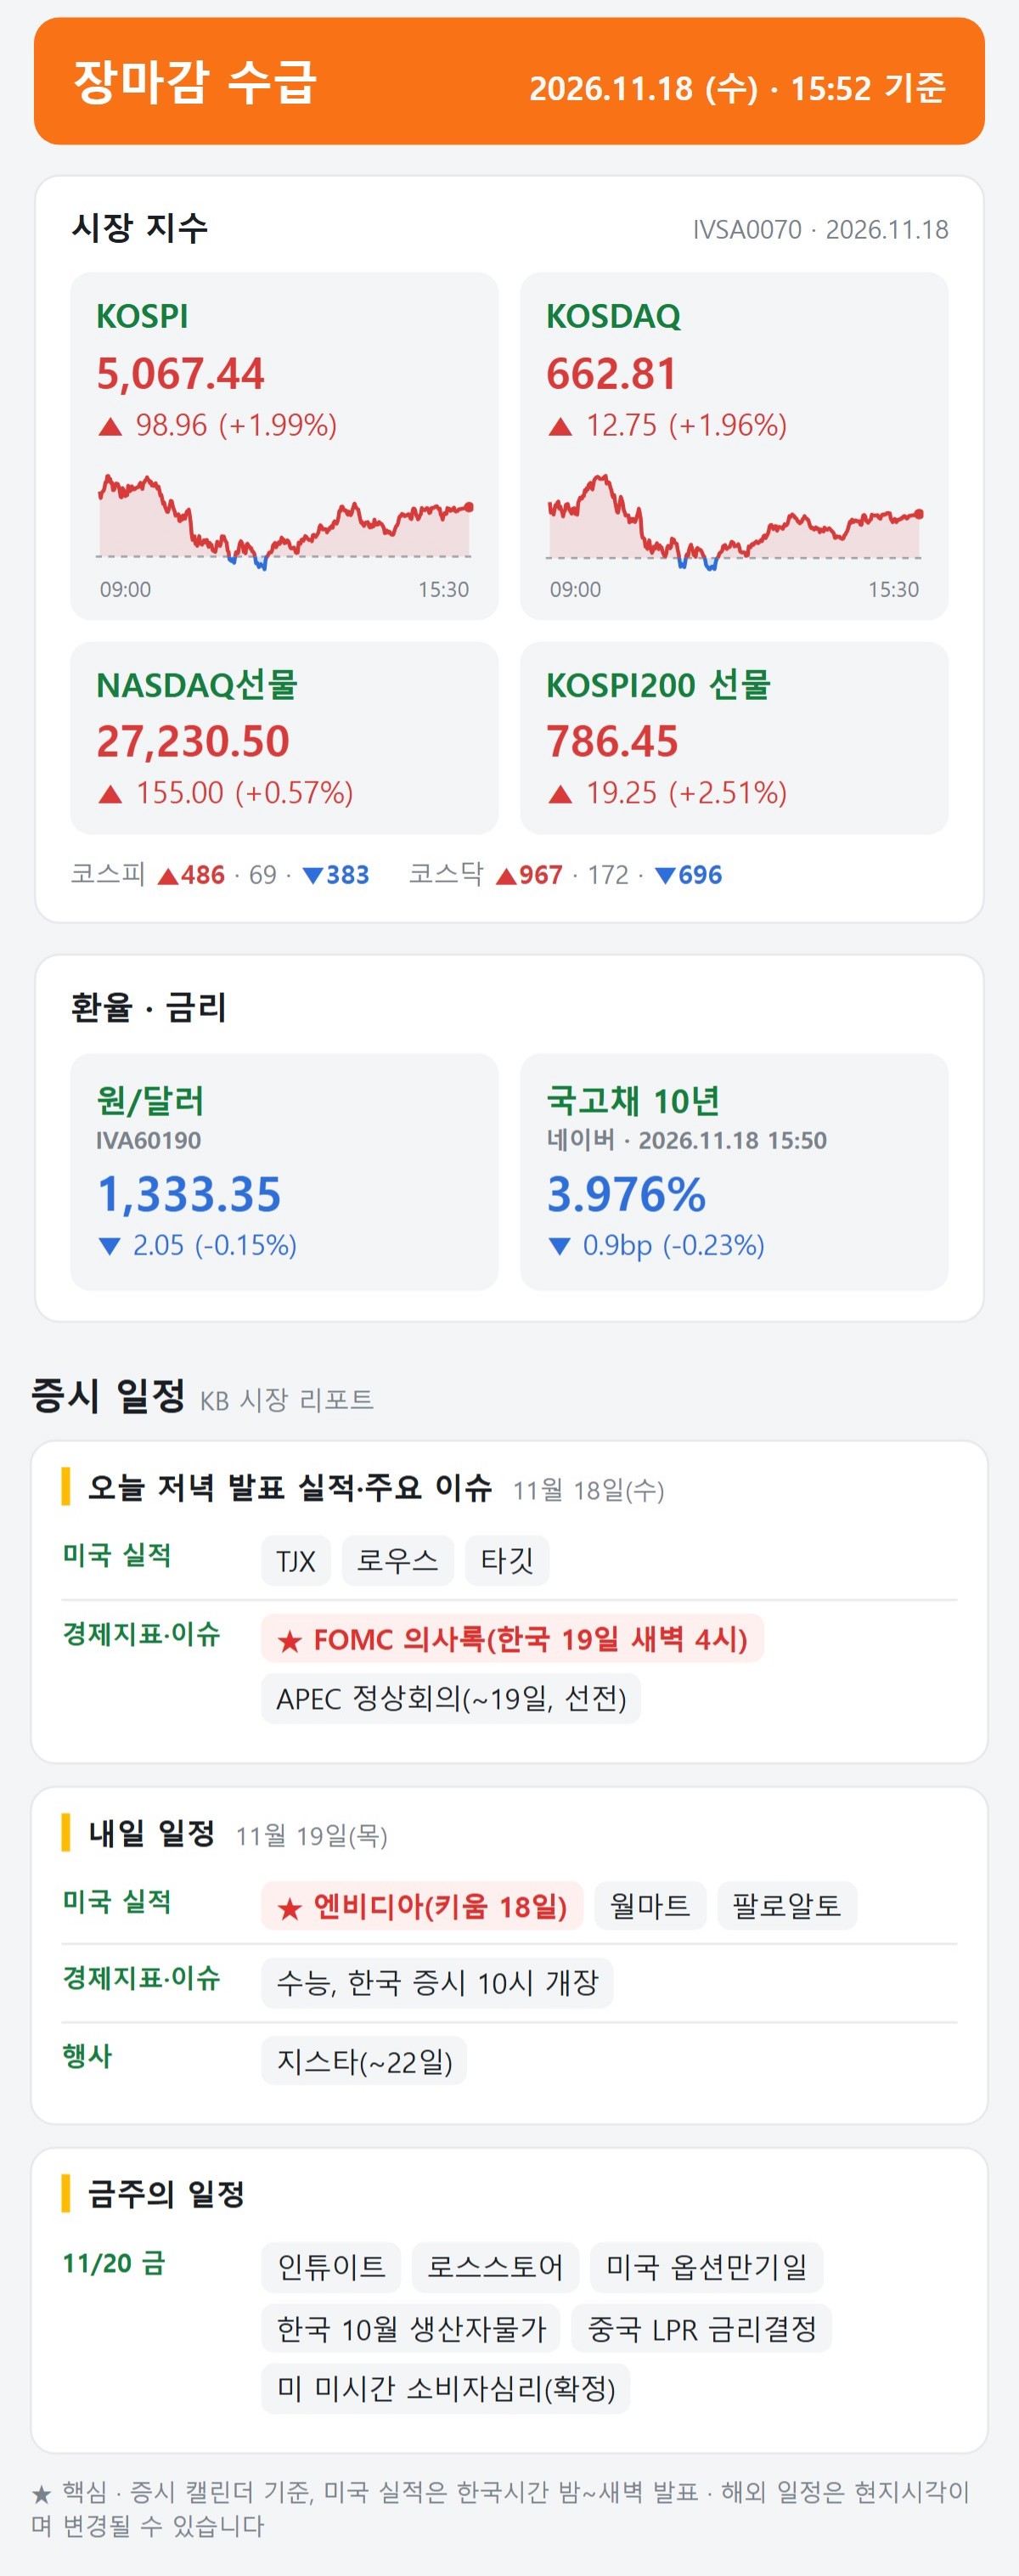 장마감 수급
2026.11.18 (수) · 15:52 기준
시장 지수
IVSA0070 · 2026.11.18
KOSPI
5,067.44
▲ 98.96 (+1.99%)
09:00 15:30
KOSDAQ
662.81
▲ 12.75 (+1.96%)
09:00 15:30
NASDAQ선물
27,230.50
▲ 155.00 (+0.57%)
KOSPI200 선물
786.45
▲ 19.25 (+2.51%)
코스피 ▲486 · 69 · ▼383 코스닥 ▲967 · 172 · ▼696
환율 · 금리
원/달러
IVA60190
1,333.35
▼ 2.05 (-0.15%)
국고채 10년
네이버 · 2026.11.18 15:50
3.976%
▼ 0.9bp (-0.23%)
증시 일정 KB 시장 리포트
오늘 저녁 발표 실적·주요 이슈 11월 18일(수)
미국 실적 TJX 로우스 타깃
경제지표·이슈 ★ FOMC 의사록(한국 19일 새벽 4시)
APEC 정상회의(~19일, 선전)
내일 일정 11월 19일(목)
미국 실적 ★ 엔비디아(키움 18일) 월마트 팔로알토
경제지표·이슈 수능, 한국 증시 10시 개장
행사 지스타(~22일)
금주의 일정
11/20 금 인튜이트 로스스토어 미국 옵션만기일
한국 10월 생산자물가 중국 LPR 금리결정
미 미시간 소비자심리(확정)
★ 핵심 · 증시 캘린더 기준, 미국 실적은 한국시간 밤~새벽 발표 · 해외 일정은 현지시각이
며 변경될 수 있습니다